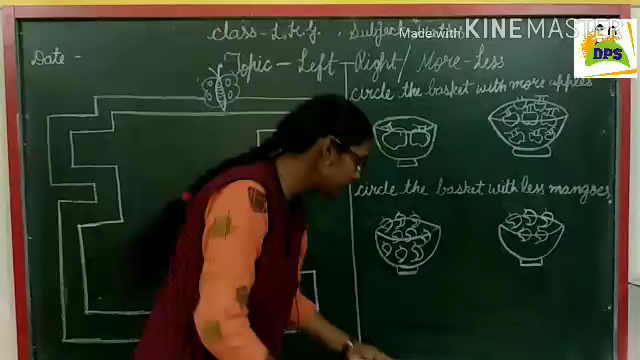 Made with KINEMASTER
class - L.K.G. Subject
Date -
Topic - Left - Right / More - Less
circle the basket with more apples
circle the basket with less mangoes.
DPS